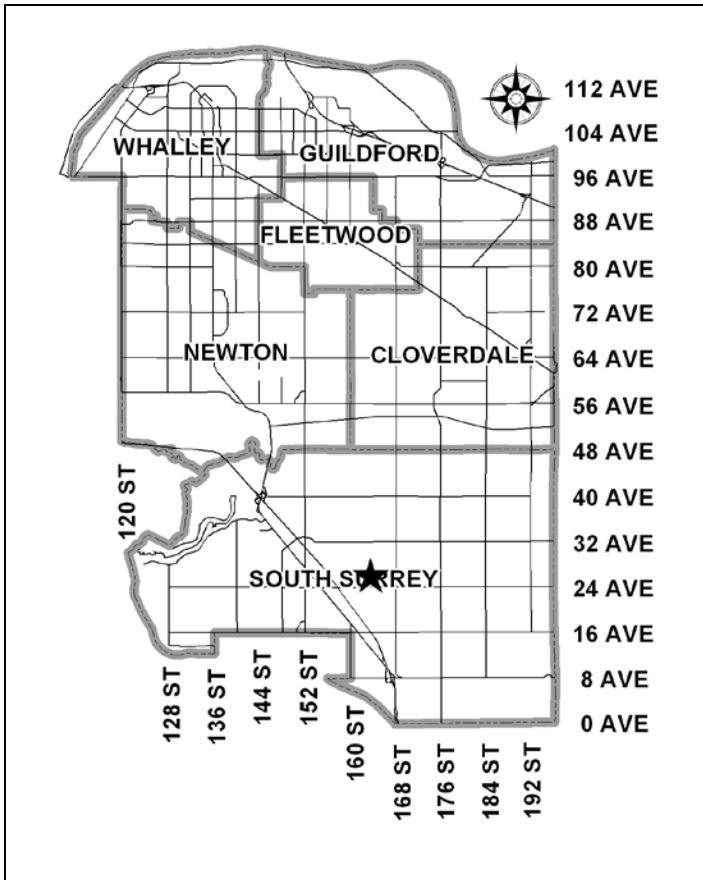 112 AVE
104 AVE
WHALLEY
GUILDFORD
96 AVE
88 AVE
FLEETWOOD
80 AVE
72 AVE
NEWTON
CLOVERDALE
64 AVE
56 AVE
48 AVE
120 ST
40 AVE
32 AVE
SOUTH SURREY
24 AVE
16 AVE
128 ST
136 ST
144 ST
152 ST
8 AVE
160 ST
0 AVE
168 ST
176 ST
184 ST
192 ST